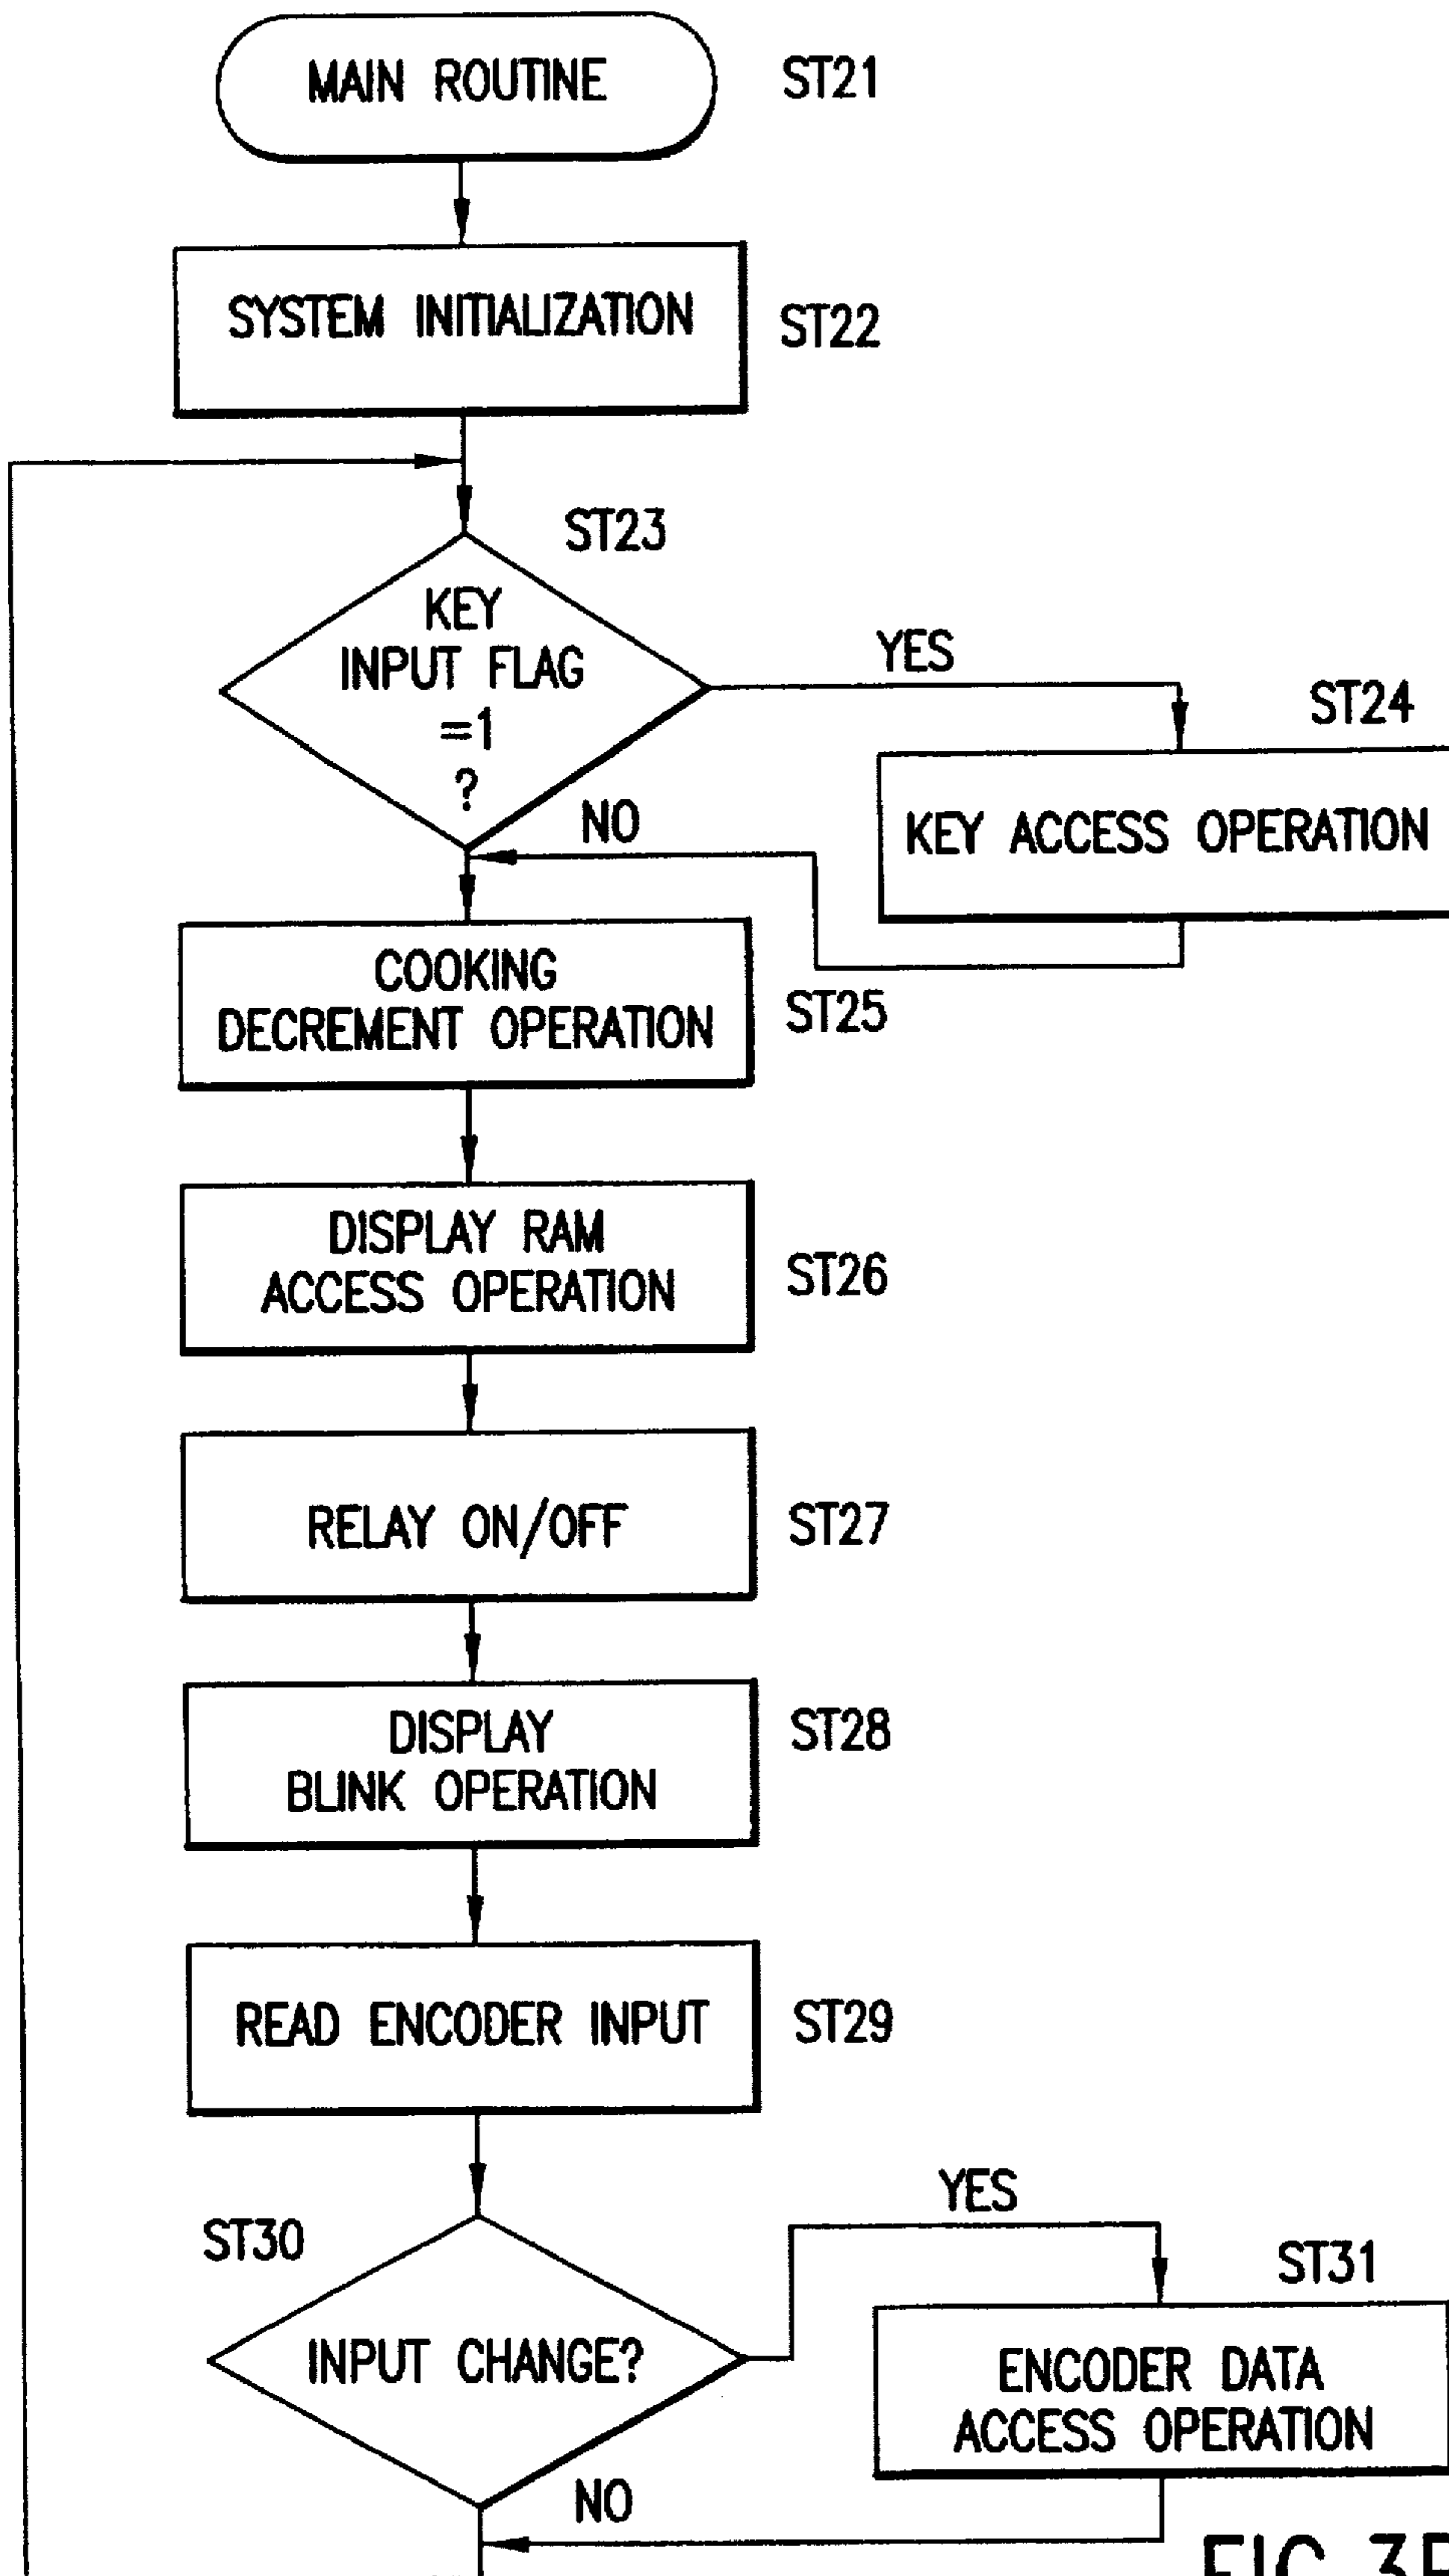 MAIN ROUTINE
ST21
SYSTEM INITIALIZATION
ST22
ST23
KEY
INPUT FLAG
=1
?
YES
ST24
KEY ACCESS OPERATION
NO
COOKING
DECREMENT OPERATION
ST25
DISPLAY RAM
ACCESS OPERATION
ST26
RELAY ON/OFF
ST27
DISPLAY
BLINK OPERATION
ST28
READ ENCODER INPUT
ST29
ST30
INPUT CHANGE?
YES
ST31
ENCODER DATA
ACCESS OPERATION
NO